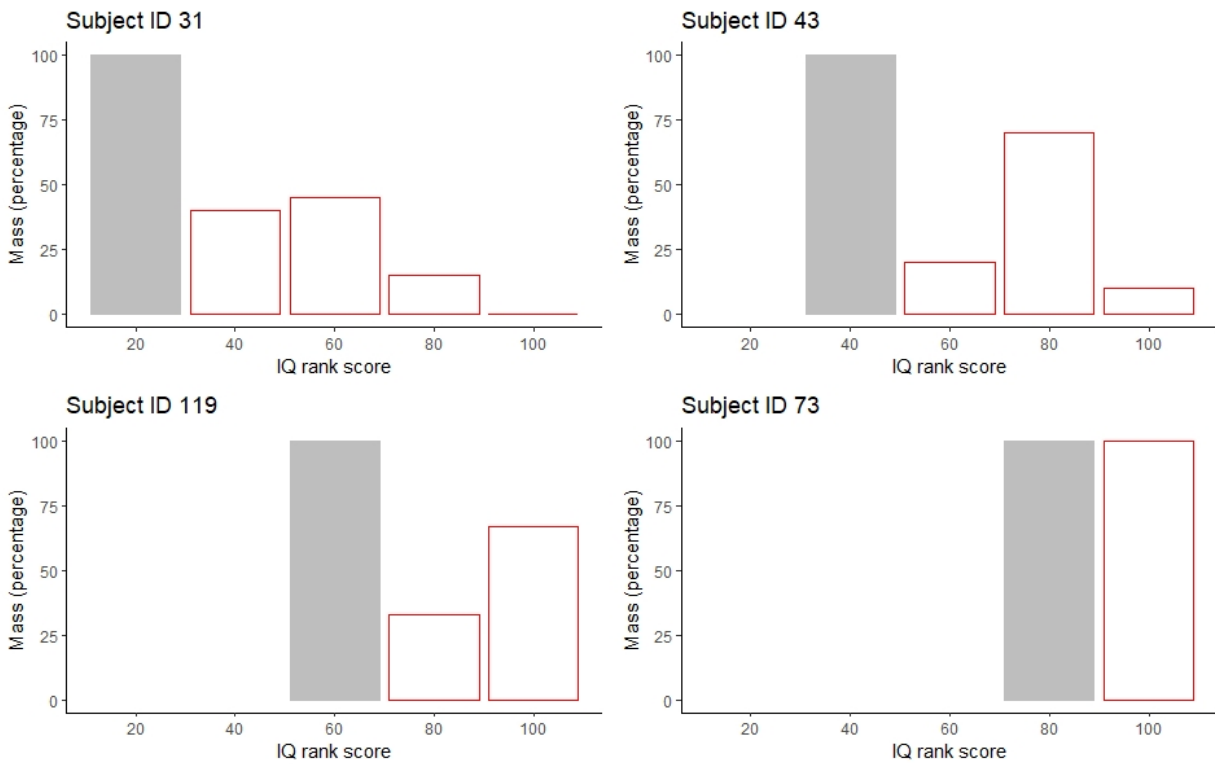 Subject ID 31
Mass (percentage)
100
75
50
25
0
20 40 60 80 100
IQ rank score
Subject ID 43
Mass (percentage)
100
75
50
25
0
20 40 60 80 100
IQ rank score
Subject ID 119
Mass (percentage)
100
75
50
25
0
20 40 60 80 100
IQ rank score
Subject ID 73
Mass (percentage)
100
75
50
25
0
20 40 60 80 100
IQ rank score